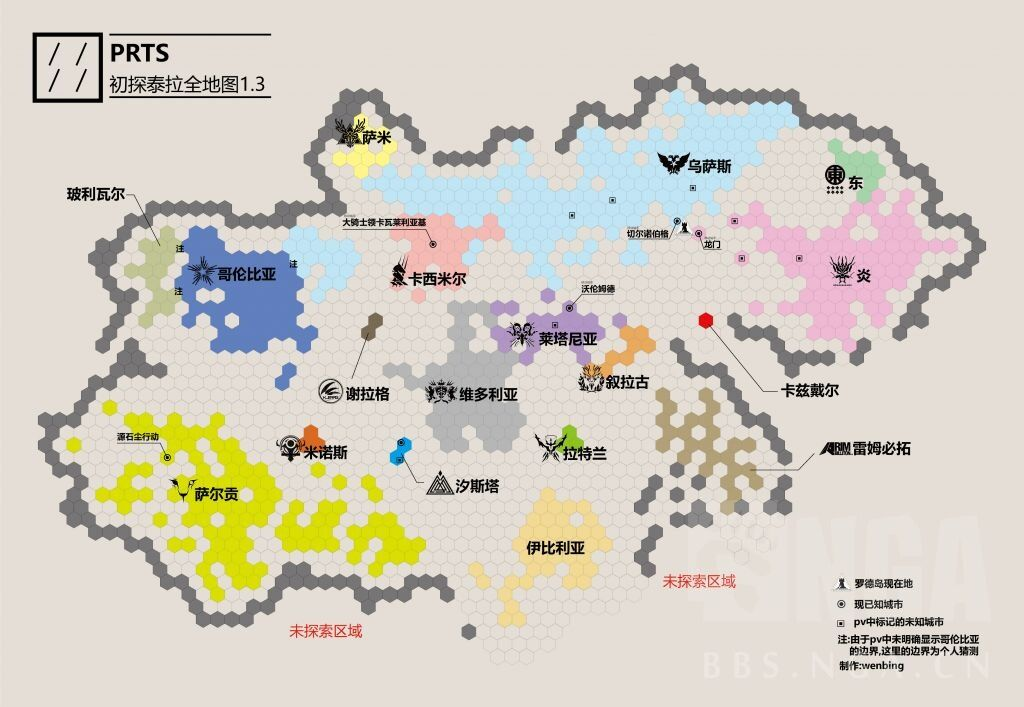 PRTS
初探泰拉全地图1.3
萨米
乌萨斯
東
东
玻利瓦尔
大骑士领卡瓦莱利亚基
切尔诺伯格
龙门
注
注
注
哥伦比亚
卡西米尔
炎
沃伦姆德
莱塔尼亚
谢拉格
维多利亚
叙拉古
卡兹戴尔
源石尘行动
米诺斯
拉特兰
雷姆必拓
萨尔贡
汐斯塔
伊比利亚
未探索区域
未探索区域
罗德岛现在地
现已知城市
pv中标记的未知城市
注:由于pv中未明确显示哥伦比亚
的边界,这里的边界为个人猜测
制作:wenbing
NGA
BBS.NGA.CN